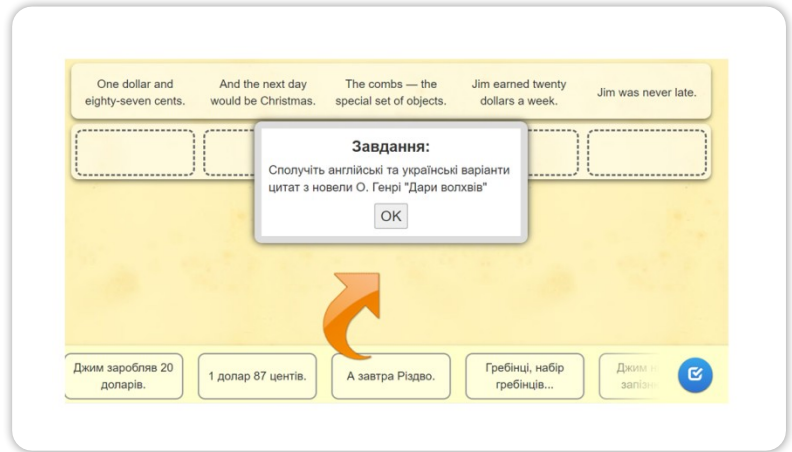 One dollar and
eighty-seven cents.
And the next day
would be Christmas.
The combs — the
special set of objects.
Jim earned twenty
dollars a week.
Jim was never late.
Завдання:
Сполучіть англійські та українські варіанти
цитат з новели О. Генрі "Дари волхвів"
OK
Джим заробляв 20
доларів.
1 долар 87 центів.
А завтра Різдво.
Гребінці, набір
гребінців...
Джим